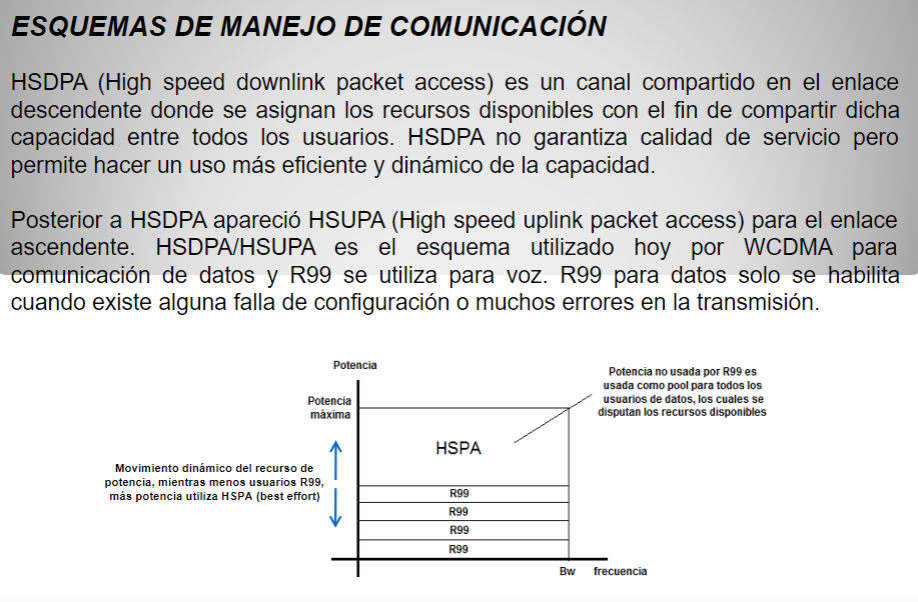 ESQUEMAS DE MANEJO DE COMUNICACIÓN
HSDPA (High speed downlink packet access) es un canal compartido en el enlace
descendente donde se asignan los recursos disponibles con el fin de compartir dicha
capacidad entre todos los usuarios. HSDPA no garantiza calidad de servicio pero
permite hacer un uso más eficiente y dinámico de la capacidad.
Posterior a HSDPA apareció HSUPA (High speed uplink packet access) para el enlace
ascendente. HSDPA/HSUPA es el esquema utilizado hoy por WCDMA para
comunicación de datos y R99 se utiliza para voz. R99 para datos solo se habilita
cuando existe alguna falla de configuración o muchos errores en la transmisión.
Potencia
Potencia
máxima
Potencia no usada por R99 es
usada como pool para todos los
usuarios de datos, los cuales se
disputan los recursos disponibles
HSPA
Movimiento dinámico del recurso de
potencia, mientras menos usuarios R99,
más potencia utiliza HSPA (best effort)
R99
R99
R99
R99
Bw frecuencia